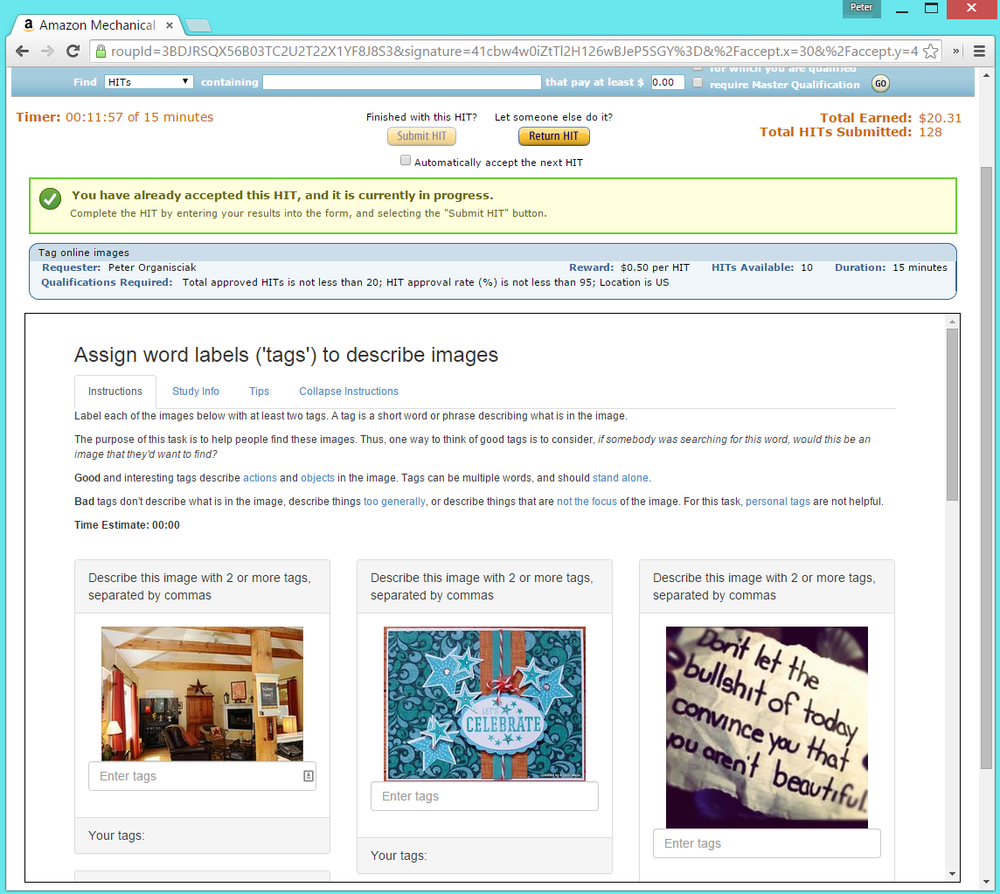 Peter
Amazon Mechanical
roupId=3BDJRSQX56B03TC2U2T22X1YF8J8S3&signature=41cbw4w0iZtTl2H126wBJeP5SGY%3D&%2Faccept.x=30&%2Faccept.y=4
for which you are qualified
Find HITs containing that pay at least $ 0.00 require Master Qualification GO
Timer: 00:11:57 of 15 minutes
Finished with this HIT? Let someone else do it?
Submit HIT Return HIT
Automatically accept the next HIT
Total Earned: $20.31
Total HITs Submitted: 128
You have already accepted this HIT, and it is currently in progress.
Complete the HIT by entering your results into the form, and selecting the "Submit HIT" button.
Tag online images
Requester: Peter Organisciak Reward: $0.50 per HIT HITs Available: 10 Duration: 15 minutes
Qualifications Required: Total approved HITs is not less than 20; HIT approval rate (%) is not less than 95; Location is US
Assign word labels ('tags') to describe images
Instructions Study Info Tips Collapse Instructions
Label each of the images below with at least two tags. A tag is a short word or phrase describing what is in the image.
The purpose of this task is to help people find these images. Thus, one way to think of good tags is to consider, if somebody was searching for this word, would this be an
image that they'd want to find?
Good and interesting tags describe actions and objects in the image. Tags can be multiple words, and should stand alone.
Bad tags don't describe what is in the image, describe things too generally, or describe things that are not the focus of the image. For this task, personal tags are not helpful.
Time Estimate: 00:00
Describe this image with 2 or more tags,
separated by commas
Enter tags
Your tags:
Describe this image with 2 or more tags,
separated by commas
LET'S
CELEBRATE
Enter tags
Your tags:
Describe this image with 2 or more tags,
separated by commas
Don't let the
bullshit of today
convince you that
you aren't beautiful.
Enter tags